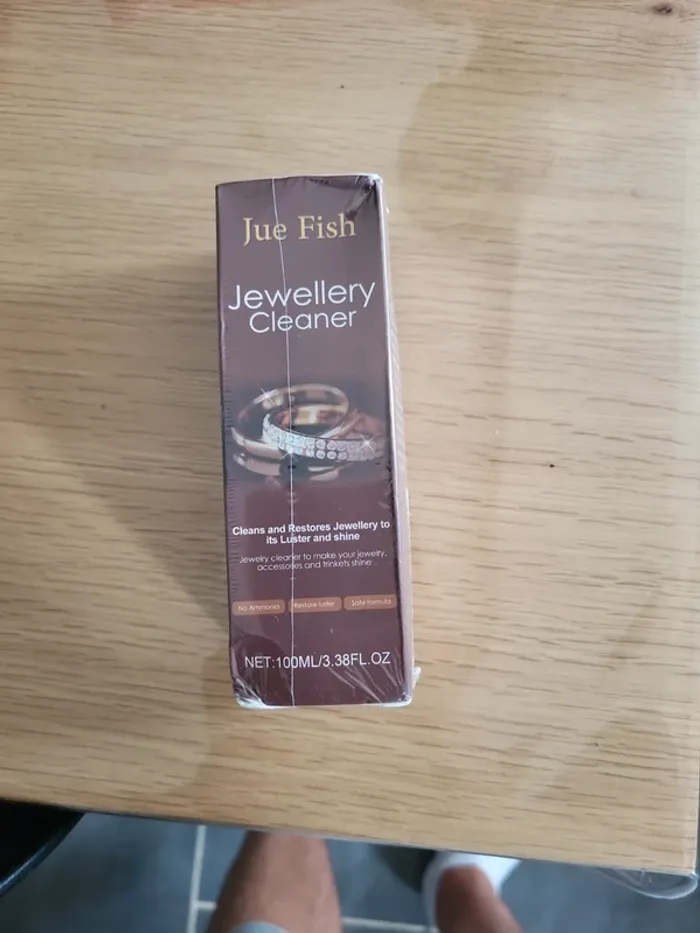 Jue Fish
Jewellery
Cleaner
Cleans and Restores Jewellery to
its Luster and shine
Jewelry cleaner to make your jewelry,
accessories and trinkets shine
No Ammonia
Restore luster
Safe formula
NET:100ML/3.38FL.OZ